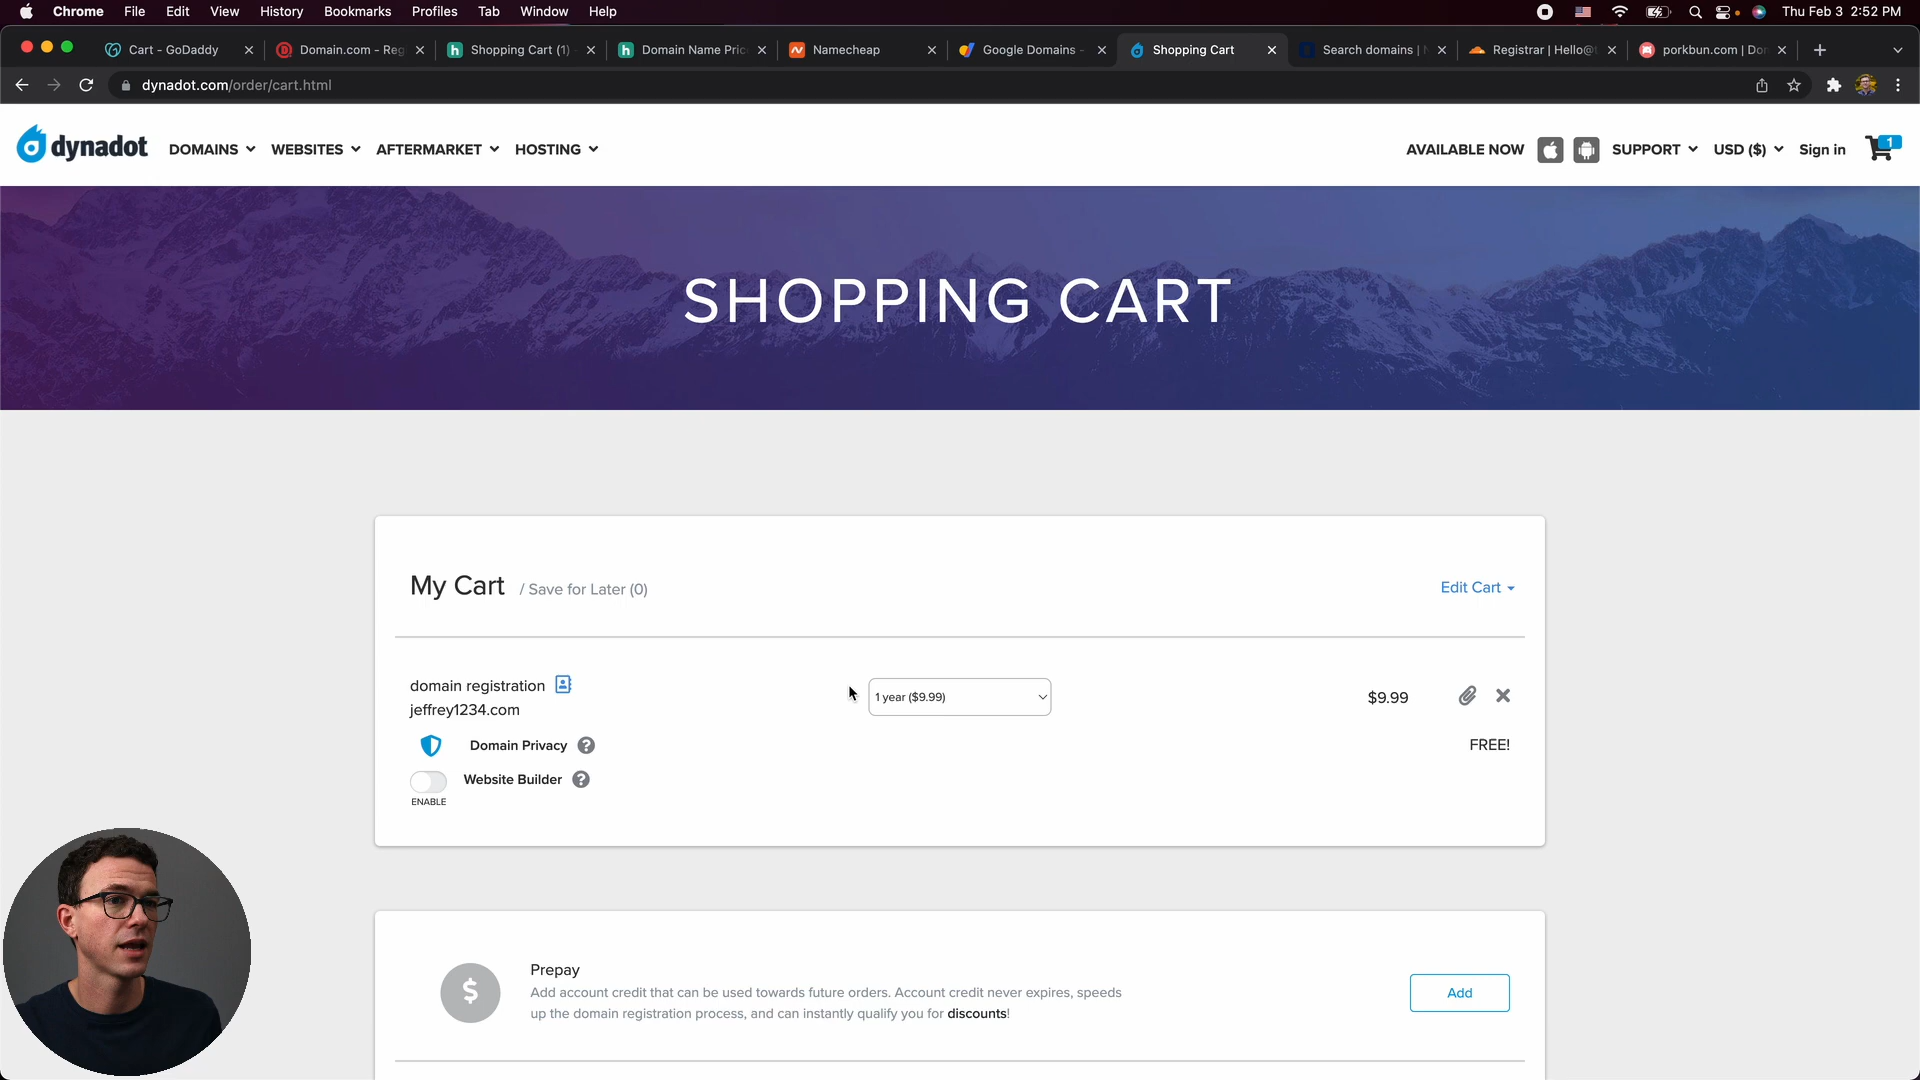 Chrome File Edit View History Bookmarks Profiles Tab Window Help Thu Feb 3 2:52 PM
Cart - GoDaddy Domain.com - Reg Shopping Cart (1) Domain Name Pric Namecheap Google Domains - Shopping Cart Search domains | Registrar | Hello@ porkbun.com | Do
dynadot.com/order/cart.html
dynadot DOMAINS WEBSITES AFTERMARKET HOSTING AVAILABLE NOW SUPPORT USD ($) Sign in 1
SHOPPING CART
My Cart / Save for Later (0) Edit Cart
domain registration
jeffrey1234.com
1 year ($9.99) $9.99
Domain Privacy ? FREE!
Website Builder ?
ENABLE
$
Prepay
Add account credit that can be used towards future orders. Account credit never expires, speeds
up the domain registration process, and can instantly qualify you for discounts!
Add